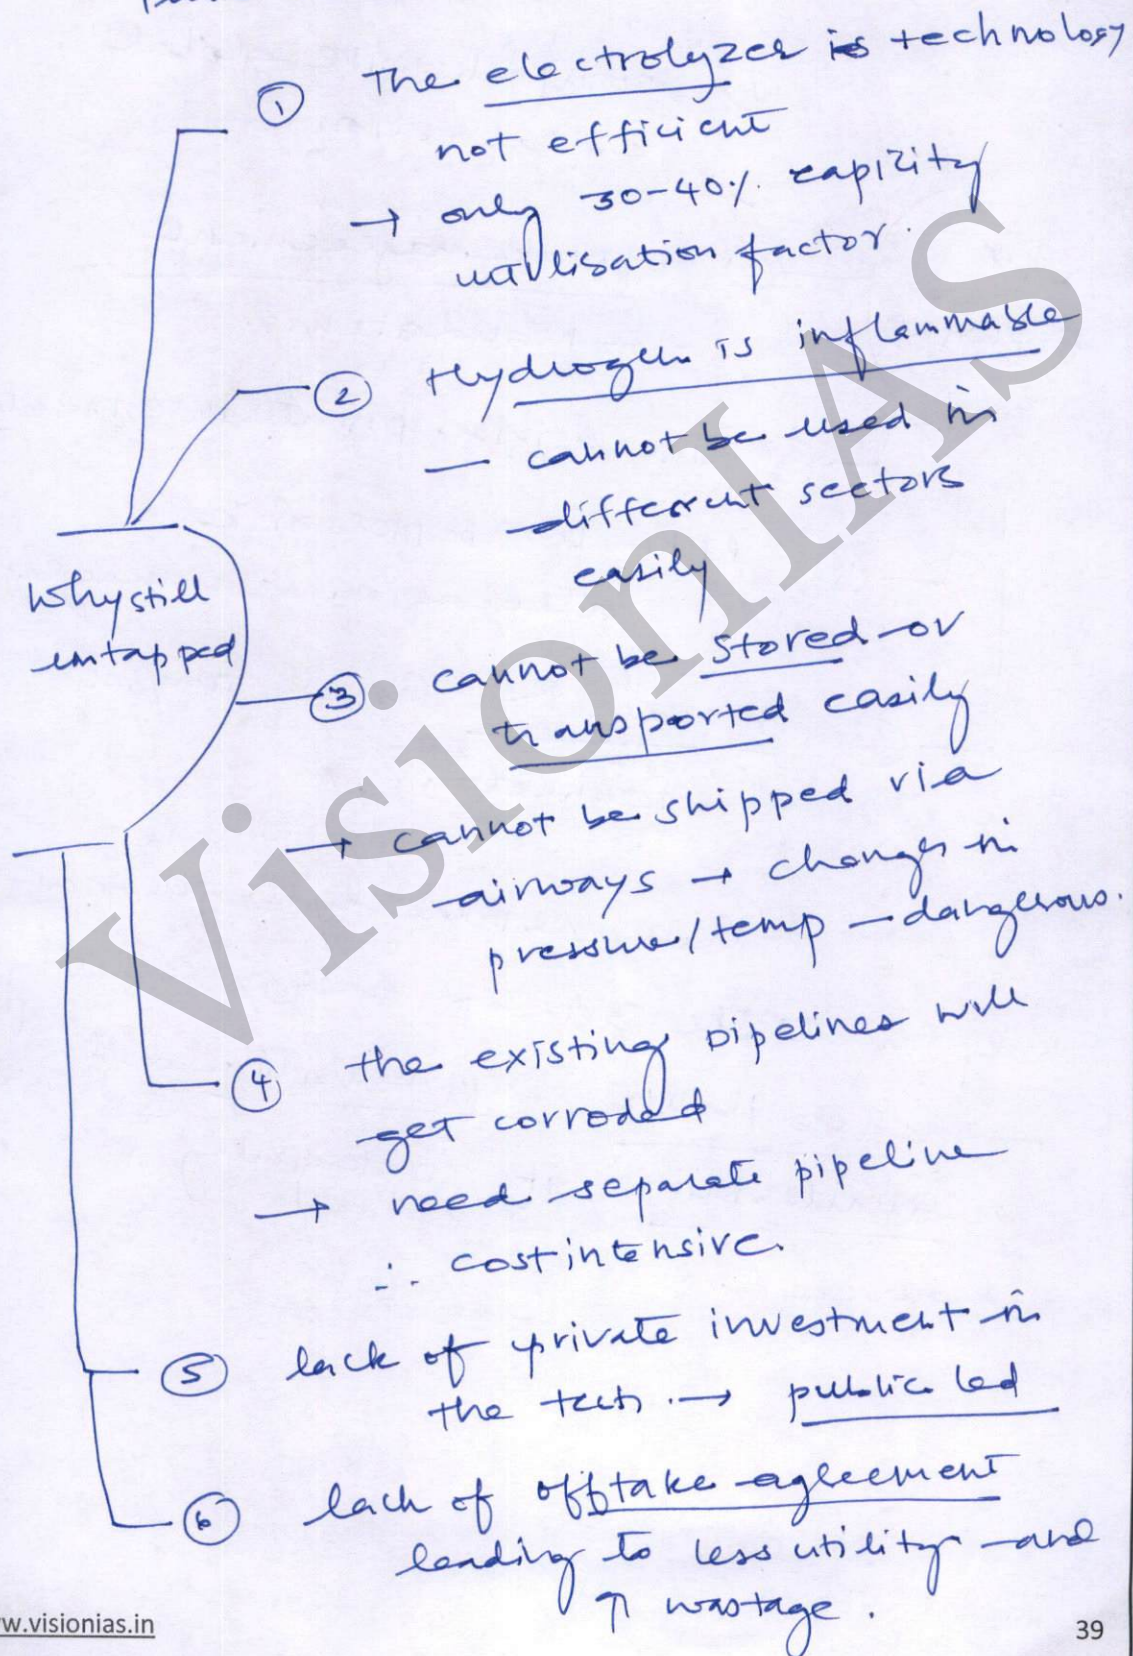 ①
The electrolyzer is technology
not efficient
→ only 30-40% capicity
utilisation factor.
② Hydrogen is inflammable
— cannot be used in
different sectors
easily
Why still
untapped
③ cannot be stored or
transported easily
→ cannot be shipped via
airways → changes in
pressure/temp — dangerous.
④ the existing pipelines will
get corroded
→ need separate pipeline
∴ cost intensive.
⑤ lack of private investment in
the tech. → public led
⑥ lack of offtake agreement
leading to less utility and
↑ wastage.
VisionIAS
w.visionias.in
39